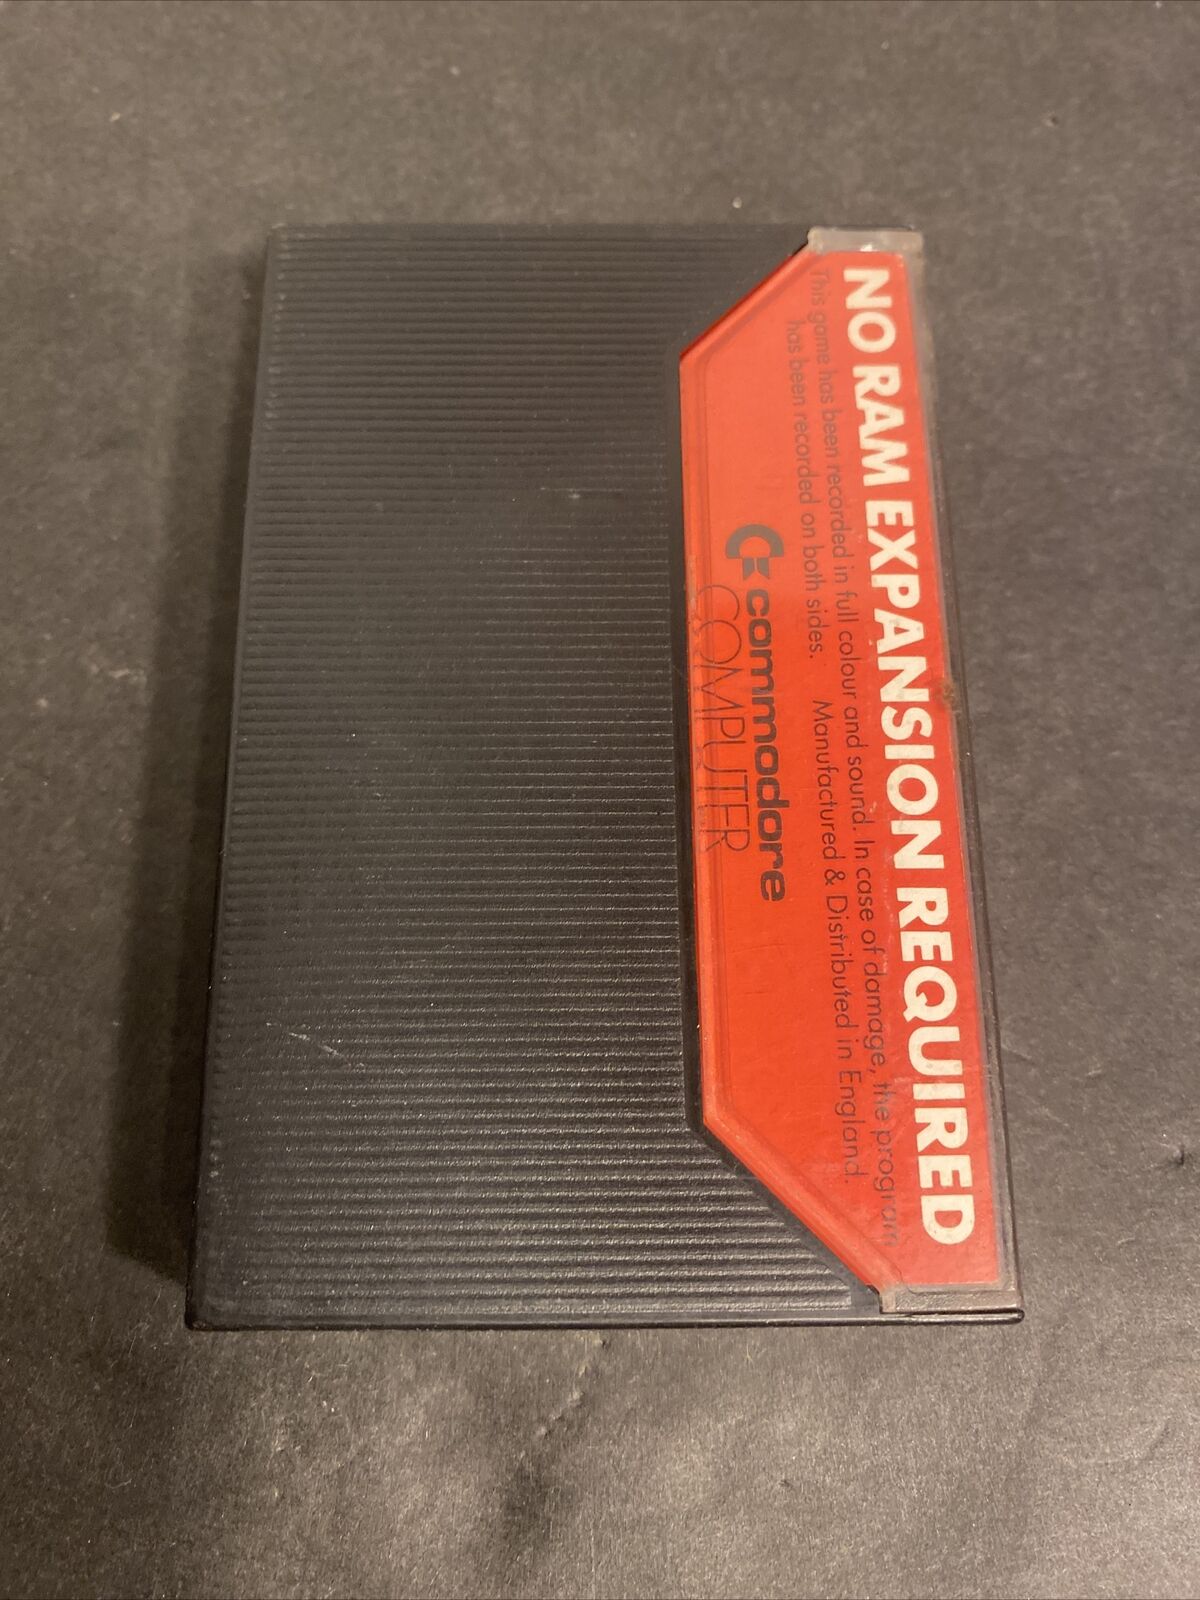 NO RAM EXPANSION REQUIRED
This game has been recorded in full colour and sound. In case of damage, the program
has been recorded on both sides. Manufactured & Distributed in England.
commodore
COMPUTER